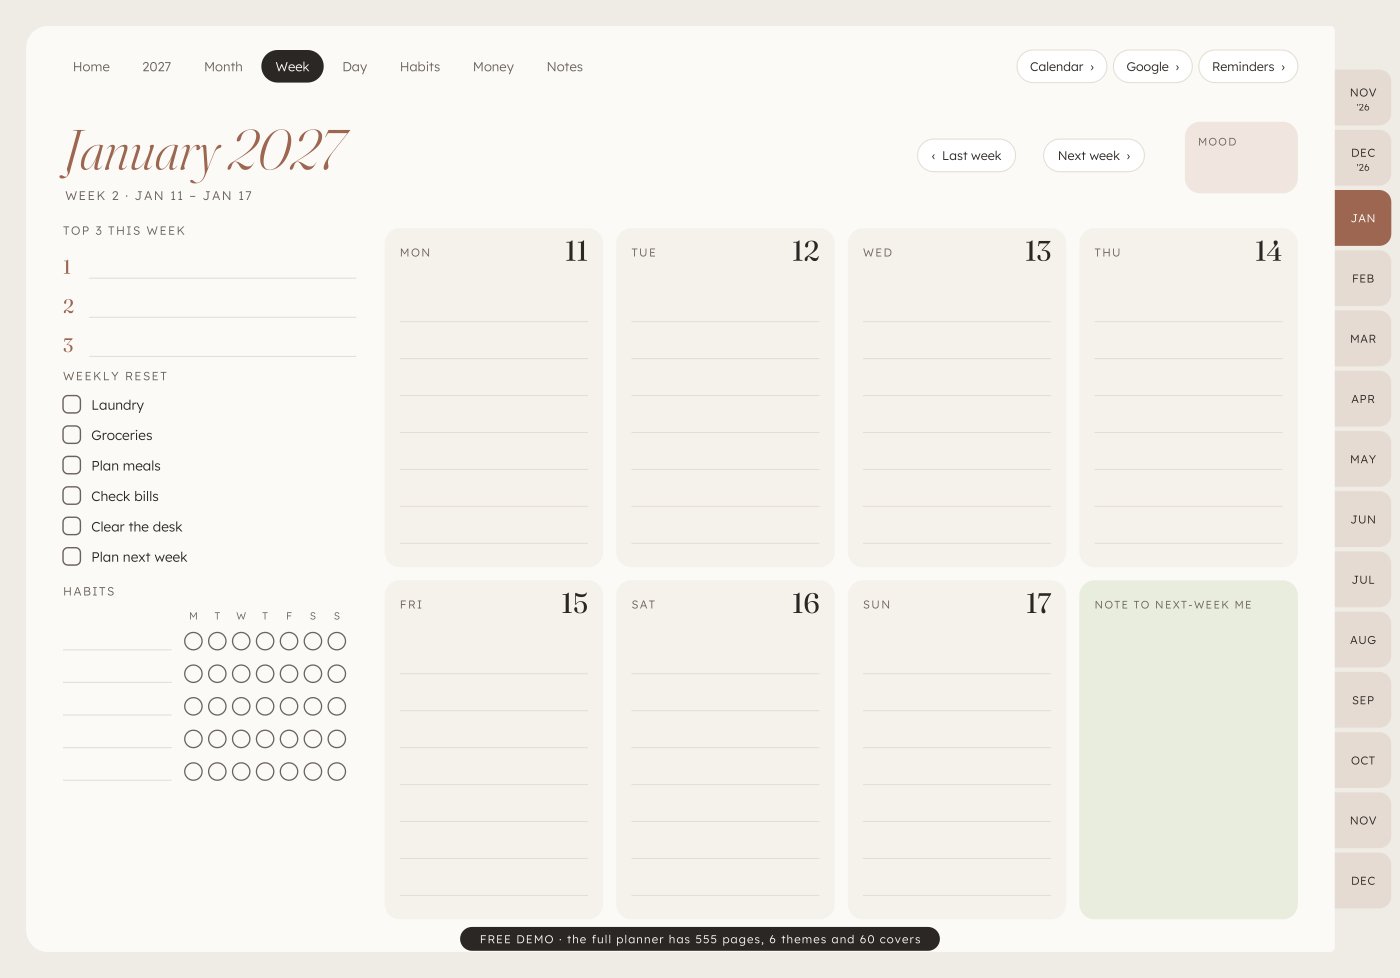 Home 2027 Month Week Day Habits Money Notes
Calendar › Google › Reminders ›
January 2027
WEEK 2 · JAN 11 – JAN 17
‹ Last week
Next week ›
MOOD
TOP 3 THIS WEEK
1
2
3
WEEKLY RESET
Laundry
Groceries
Plan meals
Check bills
Clear the desk
Plan next week
HABITS
M T W T F S S
MON 11
TUE 12
WED 13
THU 14
FRI 15
SAT 16
SUN 17
NOTE TO NEXT-WEEK ME
NOV
'26
DEC
'26
JAN
FEB
MAR
APR
MAY
JUN
JUL
AUG
SEP
OCT
NOV
DEC
FREE DEMO · the full planner has 555 pages, 6 themes and 60 covers